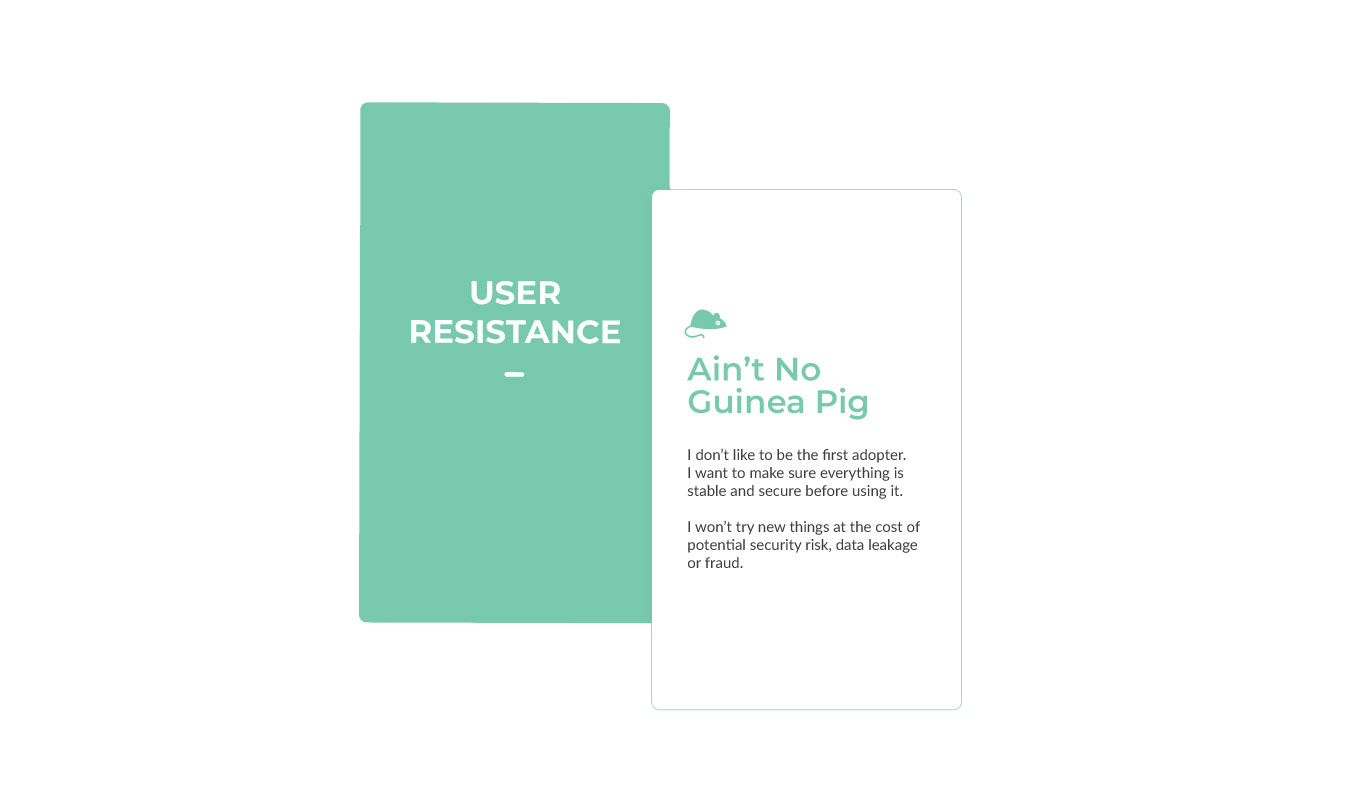 USER
RESISTANCE
Ain’t No
Guinea Pig
I don’t like to be the first adopter.
I want to make sure everything is
stable and secure before using it.
I won’t try new things at the cost of
potential security risk, data leakage
or fraud.